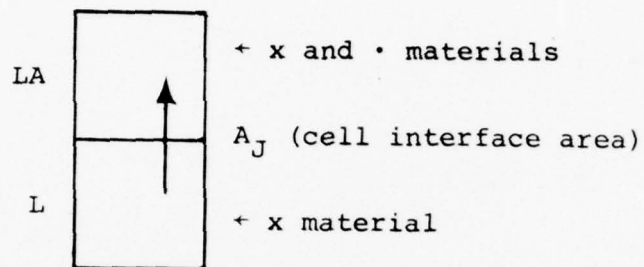 ← x and · materials
LA
A_J (cell interface area)
L
← x material